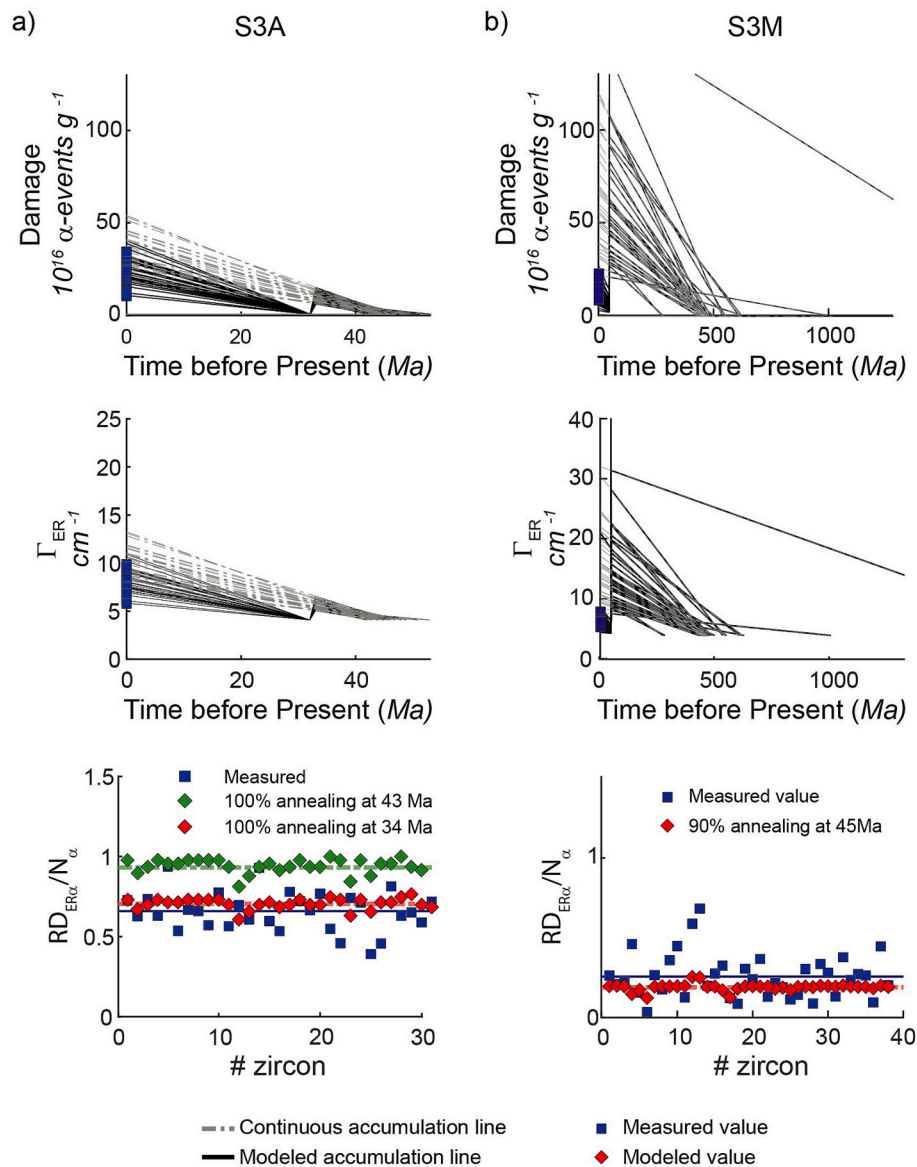 a)
S3A
b)
S3M
Damage
10¹⁶ α-events g⁻¹
100
50
0
0
20
40
Time before Present (Ma)
Damage
10¹⁶ α-events g⁻¹
100
50
0
0
500
1000
Time before Present (Ma)
Γ_ER
cm⁻¹
25
20
15
10
5
0
0
20
40
Time before Present (Ma)
Γ_ER
cm⁻¹
40
30
20
10
0
0
500
1000
Time before Present (Ma)
RD_ERα/N_α
1.5
1
0.5
0
0
10
20
30
# zircon
Measured
100% annealing at 43 Ma
100% annealing at 34 Ma
RD_ERα/N_α
1
0
0
10
20
30
40
# zircon
Measured value
90% annealing at 45Ma
Continuous accumulation line
Modeled accumulation line
Measured value
Modeled value